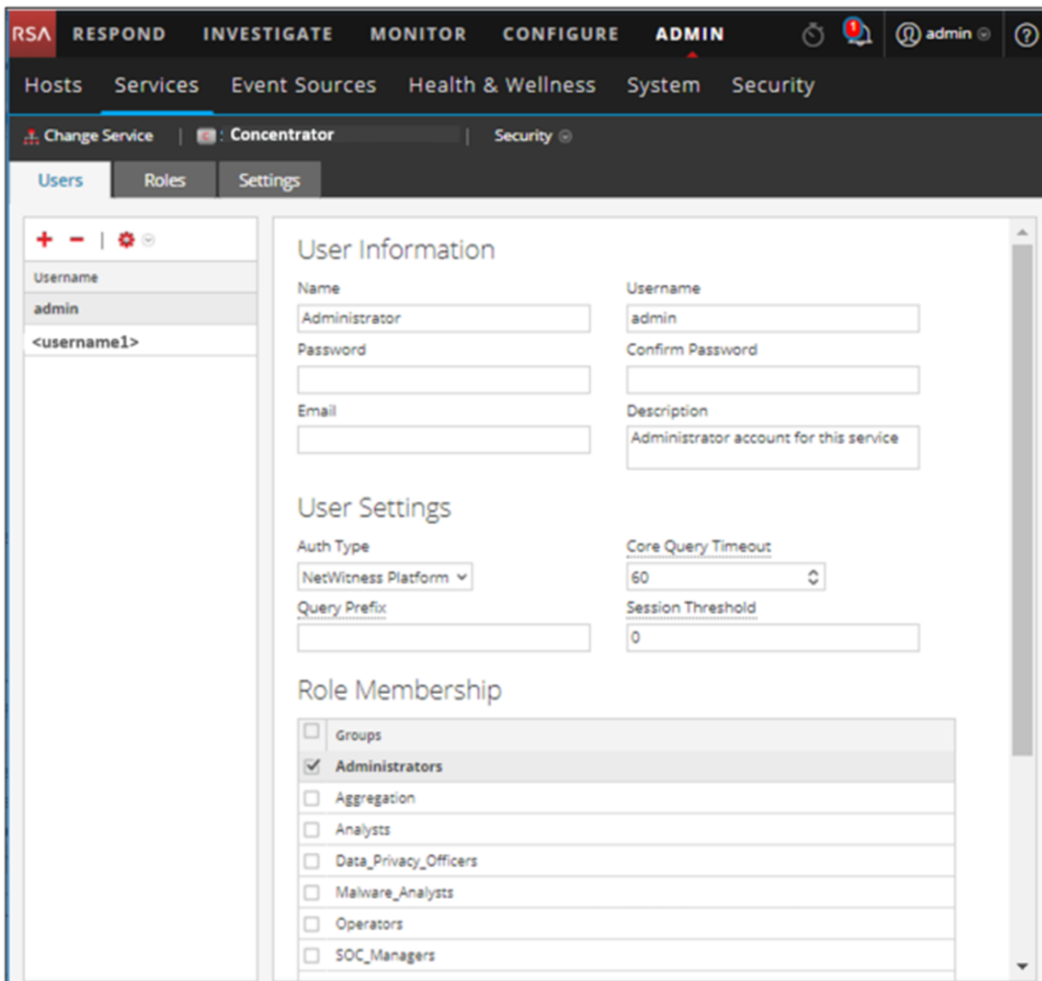 RSA RESPOND INVESTIGATE MONITOR CONFIGURE ADMIN 1 admin ?
Hosts Services Event Sources Health & Wellness System Security
Change Service | C : Concentrator | Security
Users Roles Settings
+ - |
Username
admin
<username1>
User Information
Name Username
Administrator admin
Password Confirm Password
Email Description
Administrator account for this service
User Settings
Auth Type Core Query Timeout
NetWitness Platform 60
Query Prefix Session Threshold
0
Role Membership
Groups
Administrators
Aggregation
Analysts
Data_Privacy_Officers
Malware_Analysts
Operators
SOC_Managers